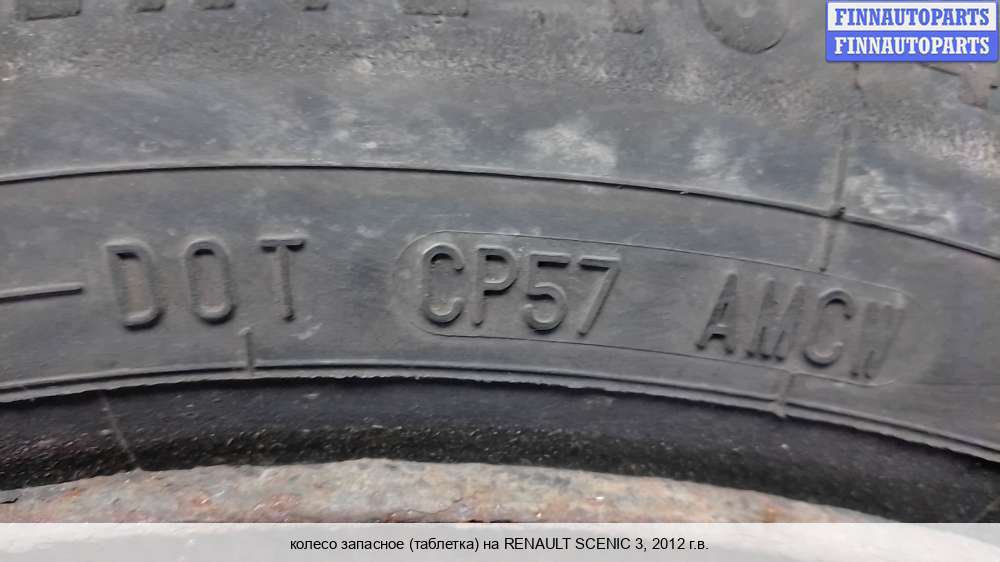 FINNAUTOPARTS
FINNAUTOPARTS
DOT CP57 AMCW
колесо запасное (таблетка) на RENAULT SCENIC 3, 2012 г.в.